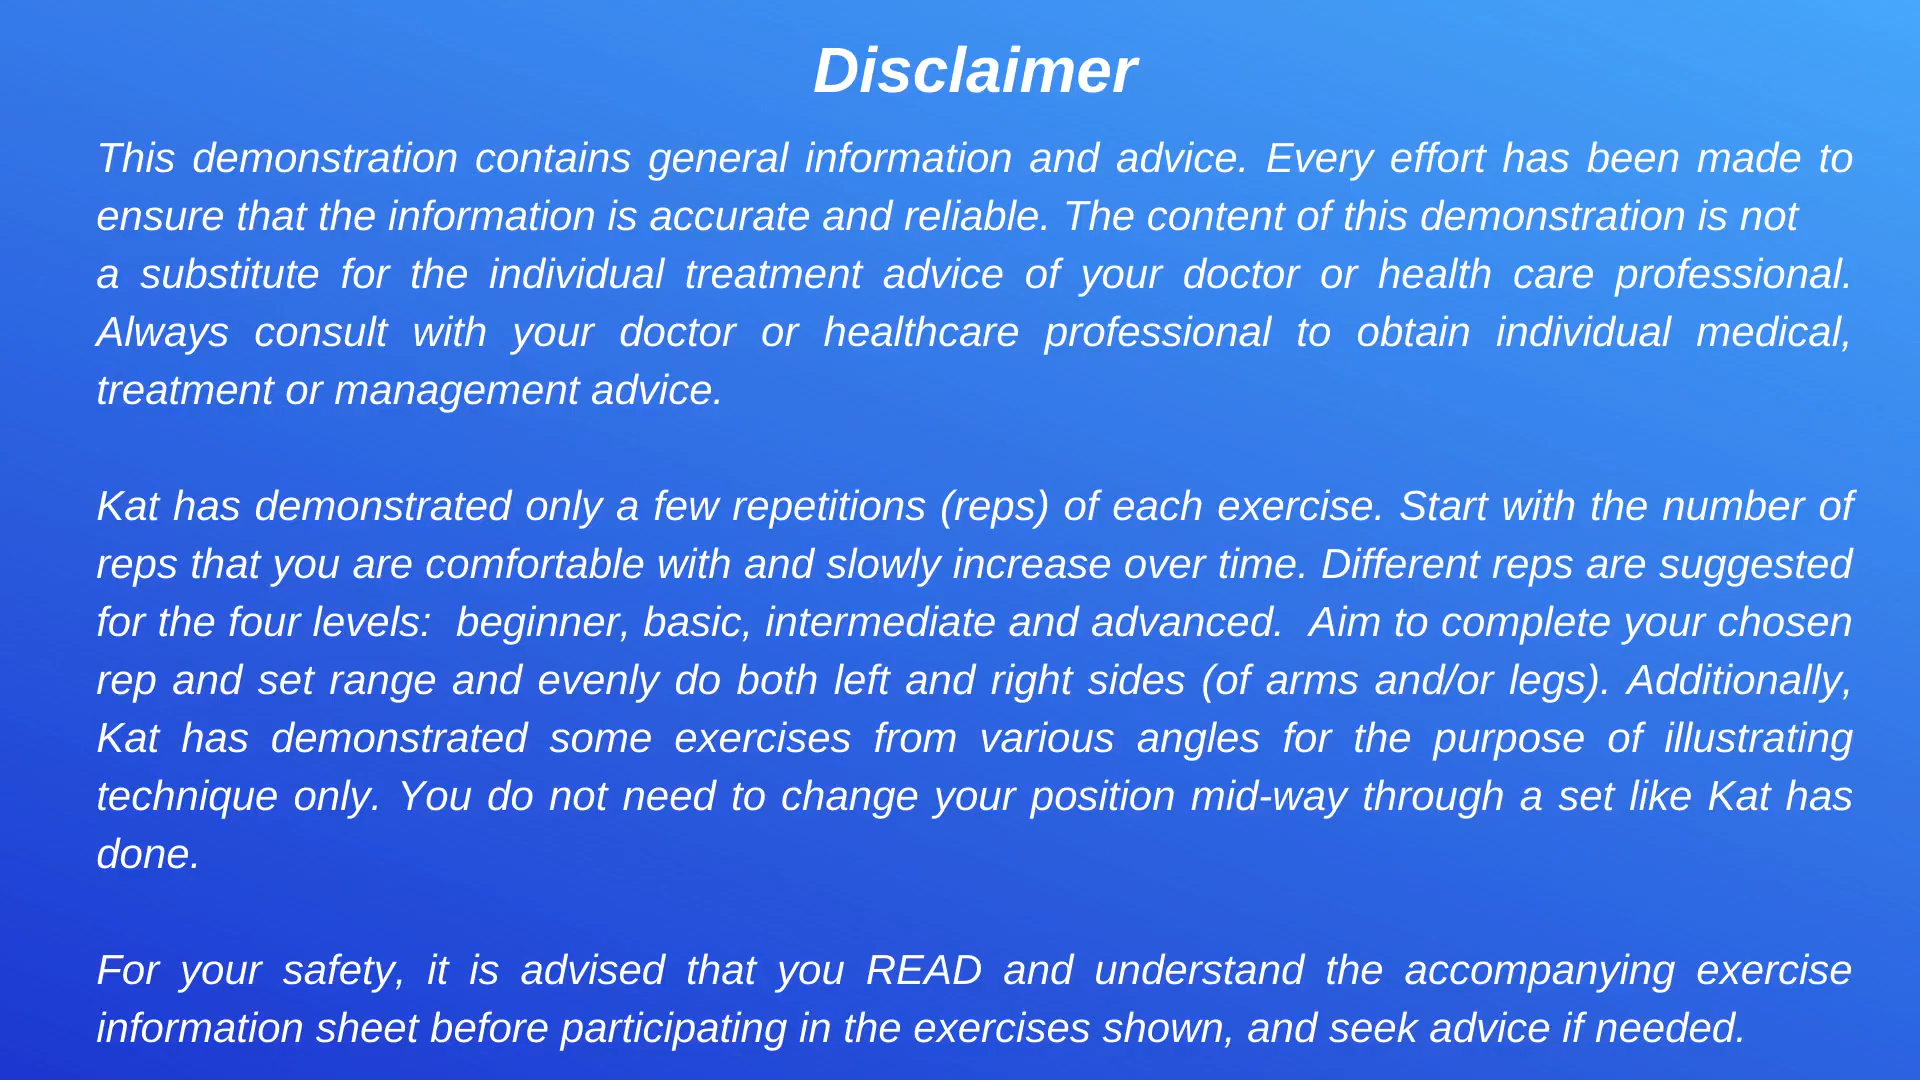 Disclaimer
This demonstration contains general information and advice. Every effort has been made to
ensure that the information is accurate and reliable. The content of this demonstration is not
a substitute for the individual treatment advice of your doctor or health care professional.
Always consult with your doctor or healthcare professional to obtain individual medical,
treatment or management advice.
Kat has demonstrated only a few repetitions (reps) of each exercise. Start with the number of
reps that you are comfortable with and slowly increase over time. Different reps are suggested
for the four levels:  beginner, basic, intermediate and advanced.  Aim to complete your chosen
rep and set range and evenly do both left and right sides (of arms and/or legs). Additionally,
Kat has demonstrated some exercises from various angles for the purpose of illustrating
technique only. You do not need to change your position mid-way through a set like Kat has
done.
For your safety, it is advised that you READ and understand the accompanying exercise
information sheet before participating in the exercises shown, and seek advice if needed.